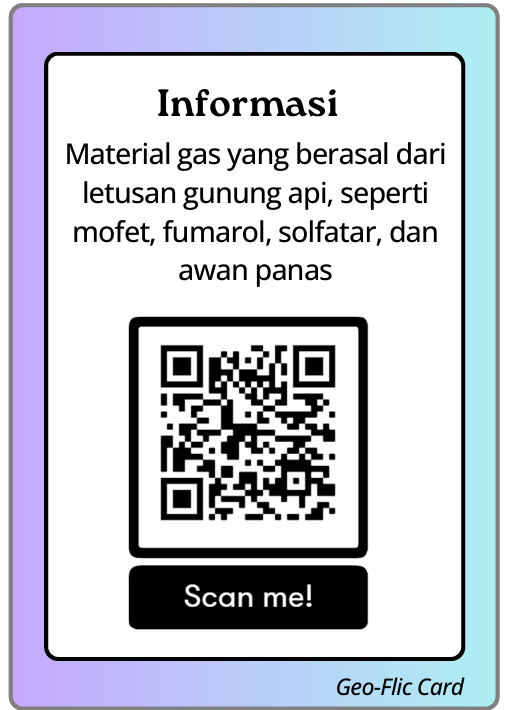 Informasi
Material gas yang berasal dari
letusan gunung api, seperti
mofet, fumarol, solfatar, dan
awan panas
Scan me!
Geo-Flic Card